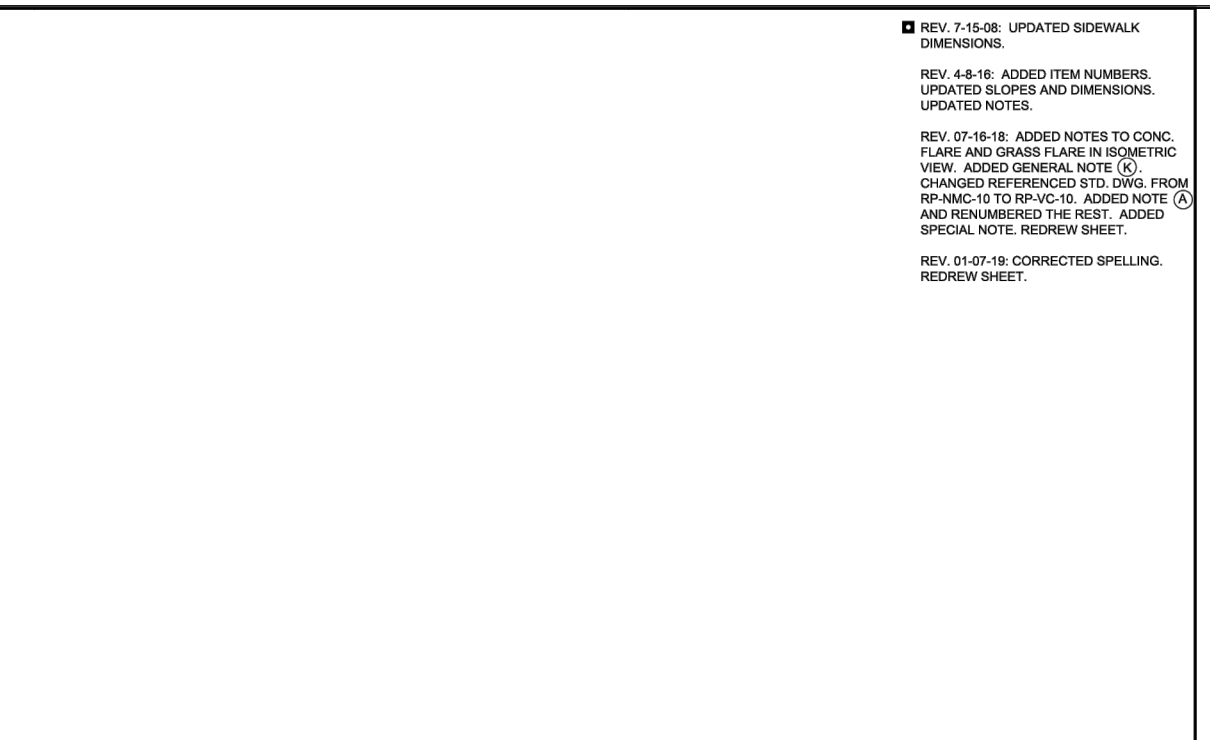 REV. 7-15-08: UPDATED SIDEWALK
DIMENSIONS.
REV. 4-8-16: ADDED ITEM NUMBERS.
UPDATED SLOPES AND DIMENSIONS.
UPDATED NOTES.
REV. 07-16-18: ADDED NOTES TO CONC.
FLARE AND GRASS FLARE IN ISOMETRIC
VIEW. ADDED GENERAL NOTE Ⓚ.
CHANGED REFERENCED STD. DWG. FROM
RP-NMC-10 TO RP-VC-10. ADDED NOTE Ⓐ
AND RENUMBERED THE REST. ADDED
SPECIAL NOTE. REDREW SHEET.
REV. 01-07-19: CORRECTED SPELLING.
REDREW SHEET.